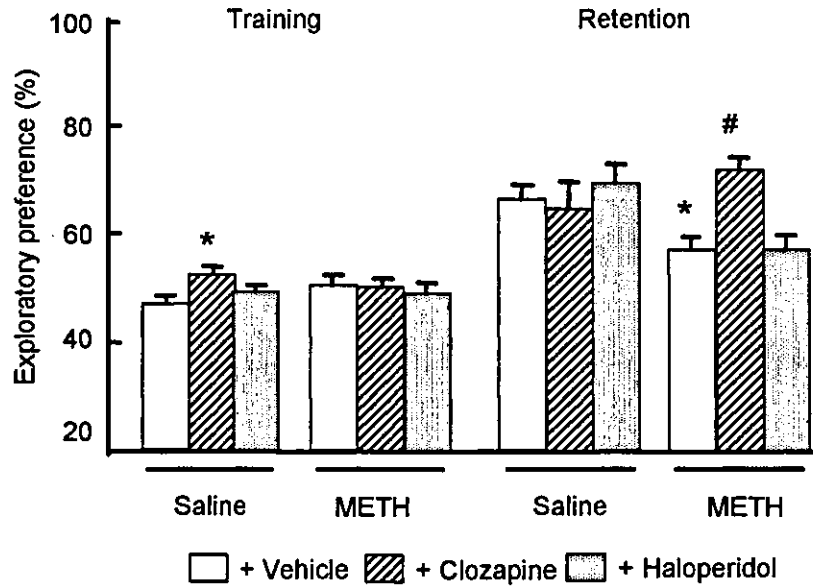 Training Retention
Exploratory preference (%)
100
80
60
40
20
*
*
#
Saline METH Saline METH
+ Vehicle + Clozapine + Haloperidol